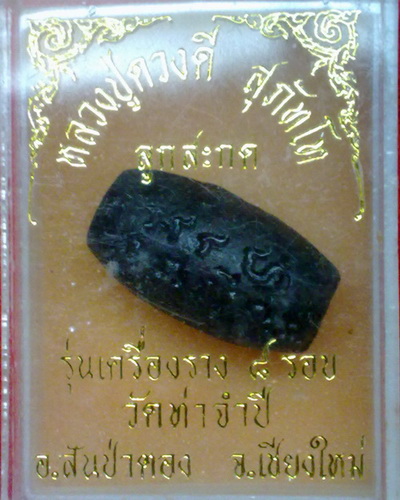 หลวงปู่ดวงดี สุภัทโท
ลูกสะกด
รุ่นเครื่องราง ๘ รอบ
วัดท่าจำปี
อ.สันป่าตอง จ.เชียงใหม่